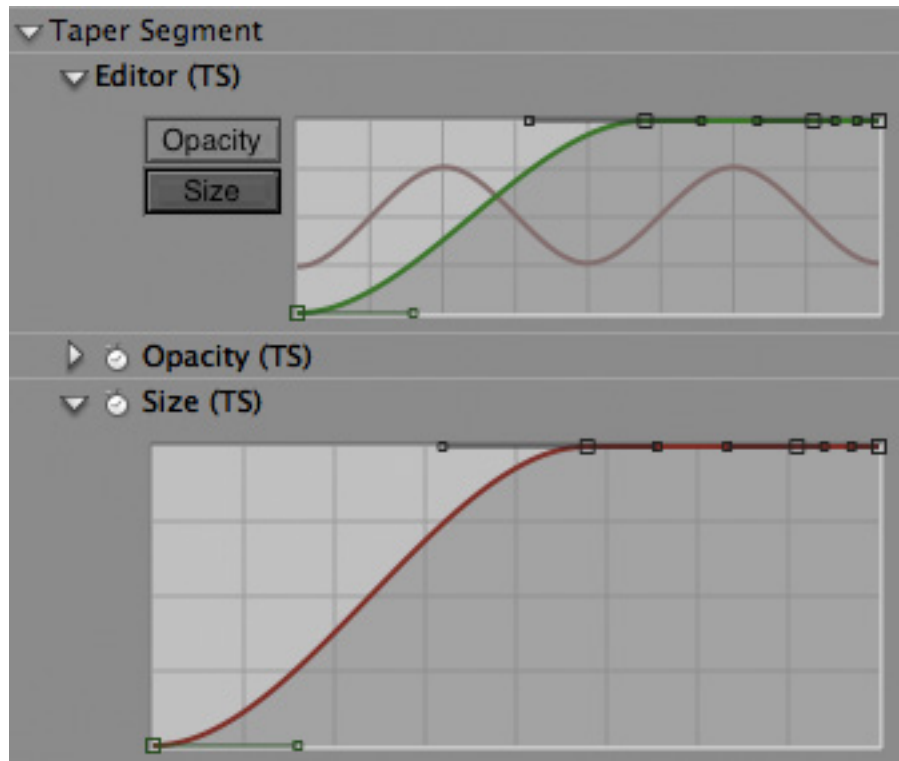 Taper Segment
Editor (TS)
Opacity
Size
Opacity (TS)
Size (TS)